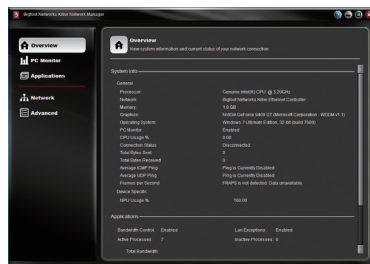 Bigfoot Networks Killer Network Manager
Overview
PC Monitor
Applications
Network
Advanced
Overview
View system information and current status of your network connection
System Info
General
Processor: Genuine Intel(R) CPU @ 3.20GHz
Network: Bigfoot Networks Killer Ethernet Controller
Memory: 1.0 GB
Graphics: NVIDIA GeForce 9400 GT (Microsoft Corporation - WDDM v1.1)
Operating System: Windows 7 Ultimate Edition, 32-bit (build 7600)
PC Monitor: Enabled
CPU Usage % 0.00
Connection Status Disconnected
Total Bytes Sent 0
Total Bytes Received 0
Average ICMP Ping Ping is Currently Disabled
Average UDP Ping Ping is Currently Disabled
Frames per Second FRAPS is not detected. Data unavailable.
Device Specific
NPU Usage % 100.00
Applications
Bandwidth Control: Enabled Lan Exceptions: Enabled
Active Processes: 7 Inactive Processes: 8
Total Bandwidth: